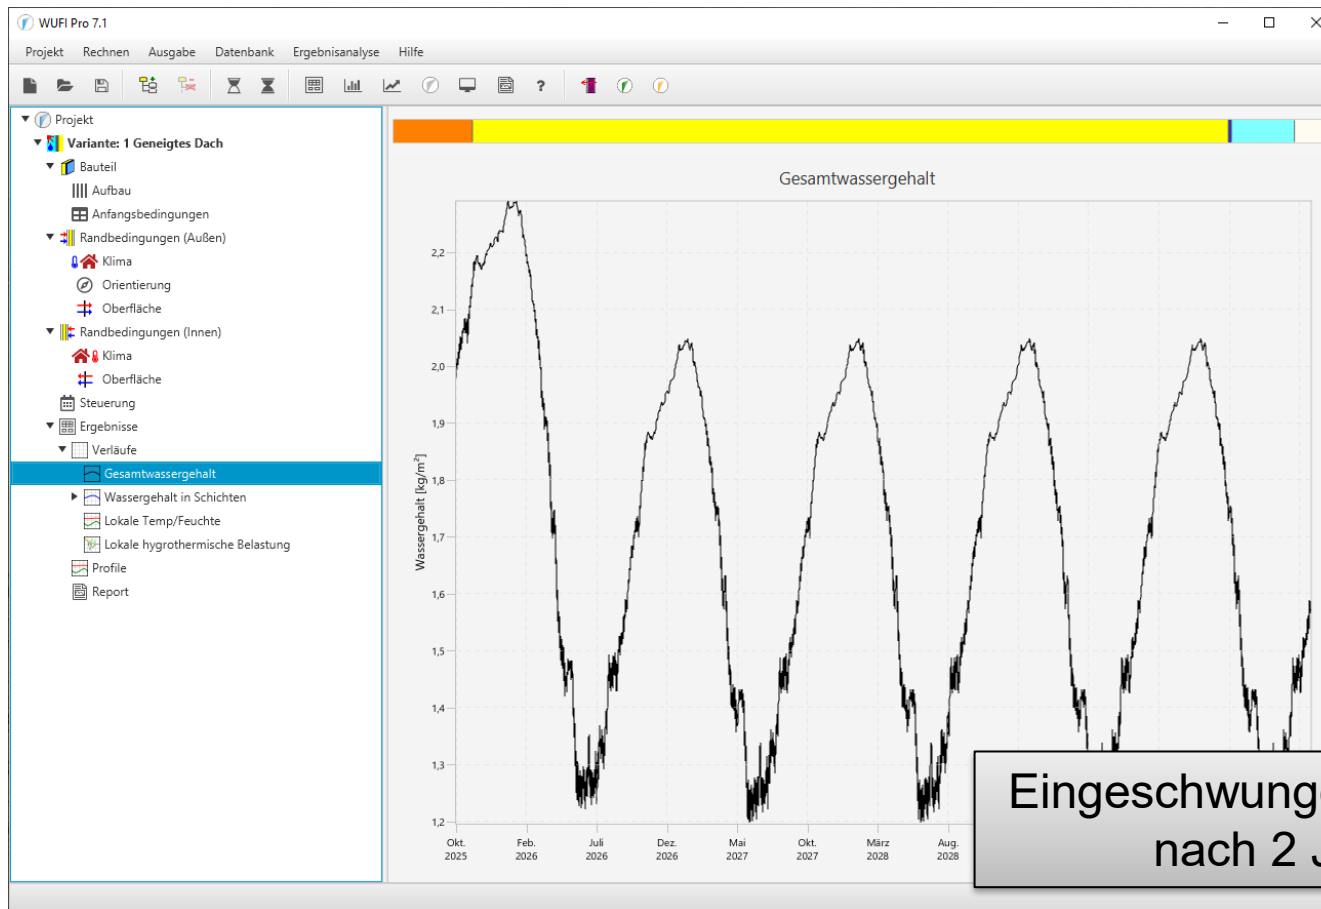 WUFI Pro 7.1
Projekt Rechnen Ausgabe Datenbank Ergebnisanalyse Hilfe
Projekt
Variante: 1 Geneigtes Dach
Bauteil
Aufbau
Anfangsbedingungen
Randbedingungen (Außen)
Klima
Orientierung
Oberfläche
Randbedingungen (Innen)
Klima
Oberfläche
Steuerung
Ergebnisse
Verläufe
Gesamtwassergehalt
Wassergehalt in Schichten
Lokale Temp/Feuchte
Lokale hygrothermische Belastung
Profile
Report
Gesamtwassergehalt
Wassergehalt [kg/m²]
2,2
2,1
2,0
1,9
1,8
1,7
1,6
1,5
1,4
1,3
1,2
Okt. Feb. Juli Dez. Mai Okt. März Aug.
2025 2026 2026 2026 2027 2027 2028 2028
Eingeschwung
nach 2 J